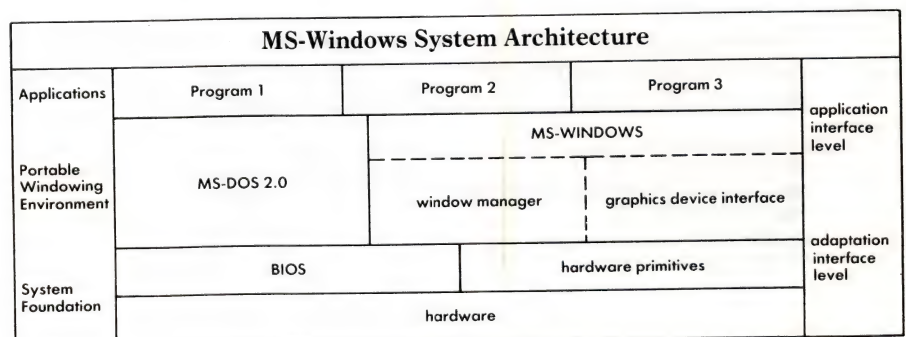 MS-Windows System Architecture
Applications
Program 1
Program 2
Program 3
application
interface
level
MS-WINDOWS
Portable
Windowing
Environment
MS-DOS 2.0
window manager
graphics device interface
adaptation
interface
level
BIOS
hardware primitives
System
Foundation
hardware